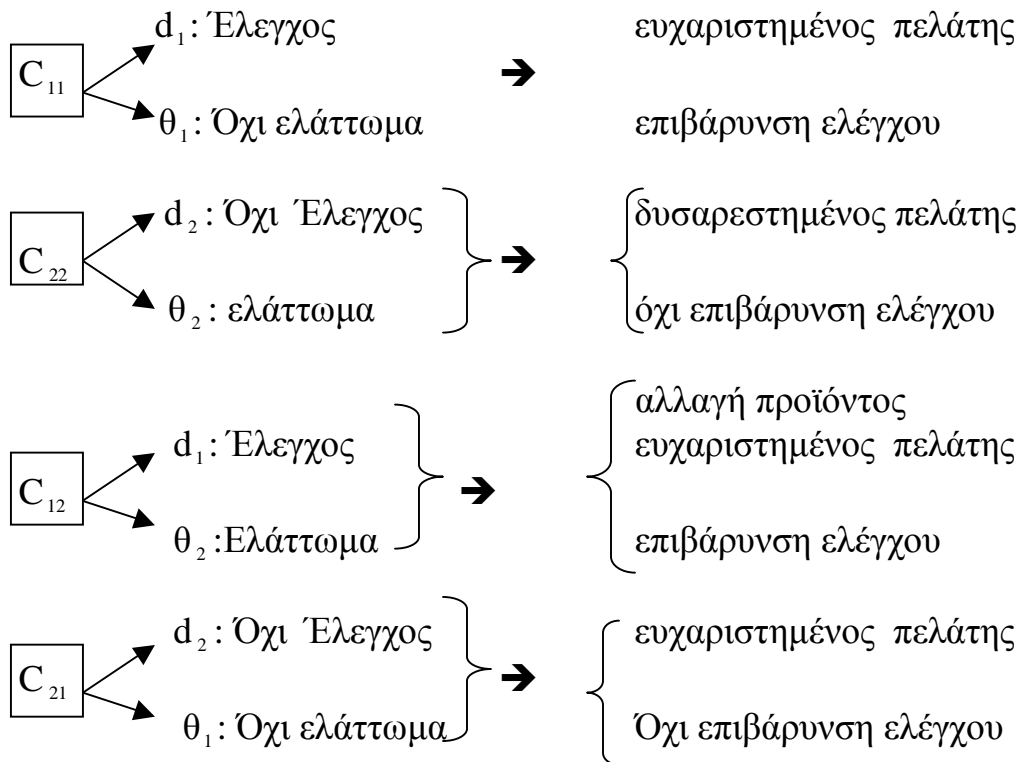 d₁: Έλεγχος ευχαριστημένος πελάτης
C₁₁ ➔
θ₁: Όχι ελάττωμα επιβάρυνση ελέγχου
d₂: Όχι Έλεγχος δυσαρεστημένος πελάτης
C₂₂ ➔
θ₂: ελάττωμα όχι επιβάρυνση ελέγχου
αλλαγή προϊόντος
d₁: Έλεγχος ευχαριστημένος πελάτης
C₁₂ ➔
θ₂:Ελάττωμα επιβάρυνση ελέγχου
d₂: Όχι Έλεγχος ευχαριστημένος πελάτης
C₂₁ ➔
θ₁: Όχι ελάττωμα Όχι επιβάρυνση ελέγχου